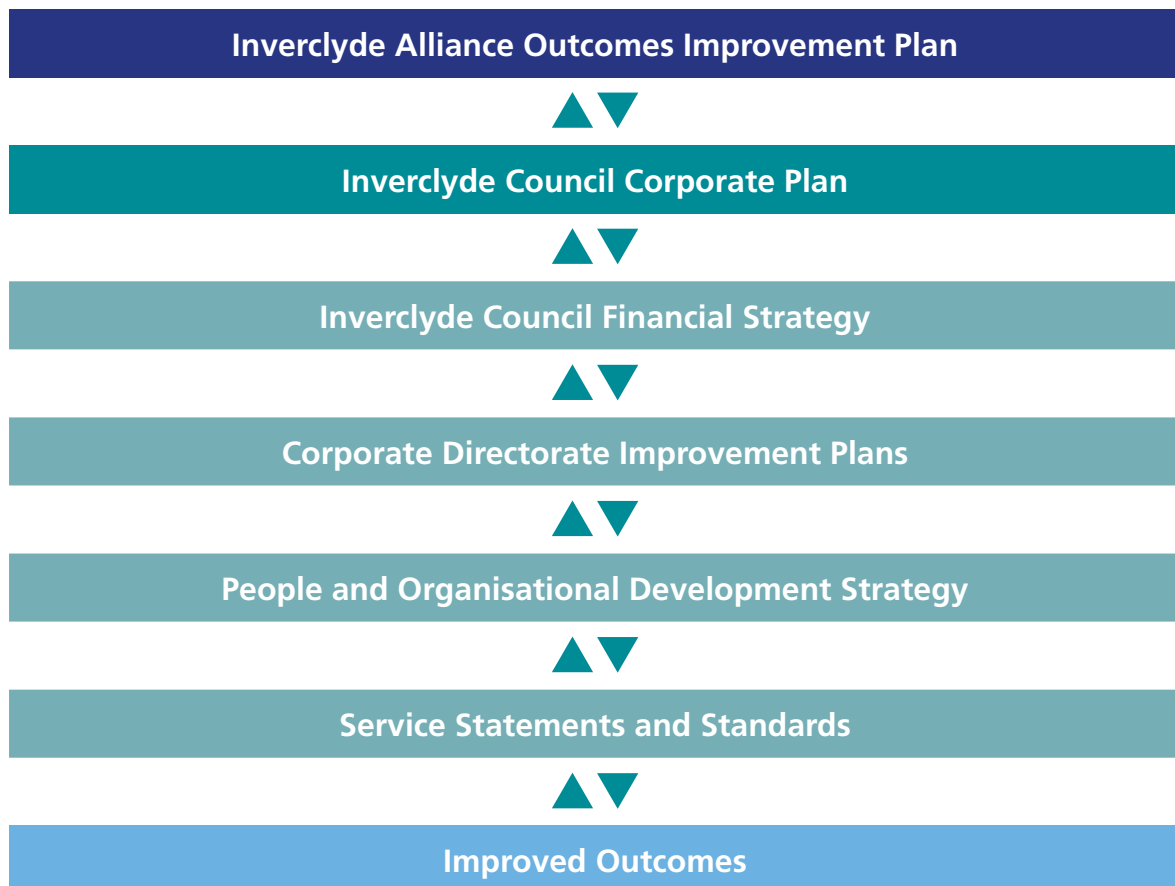 Inverclyde Alliance Outcomes Improvement Plan
Inverclyde Council Corporate Plan
Inverclyde Council Financial Strategy
Corporate Directorate Improvement Plans
People and Organisational Development Strategy
Service Statements and Standards
Improved Outcomes